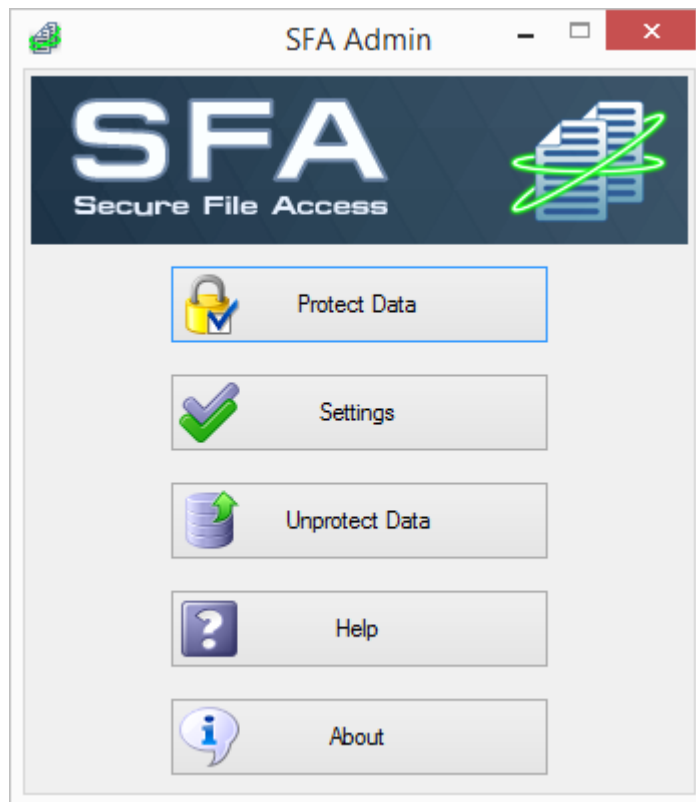 SFA Admin
SFA
Secure File Access
Protect Data
Settings
Unprotect Data
Help
About